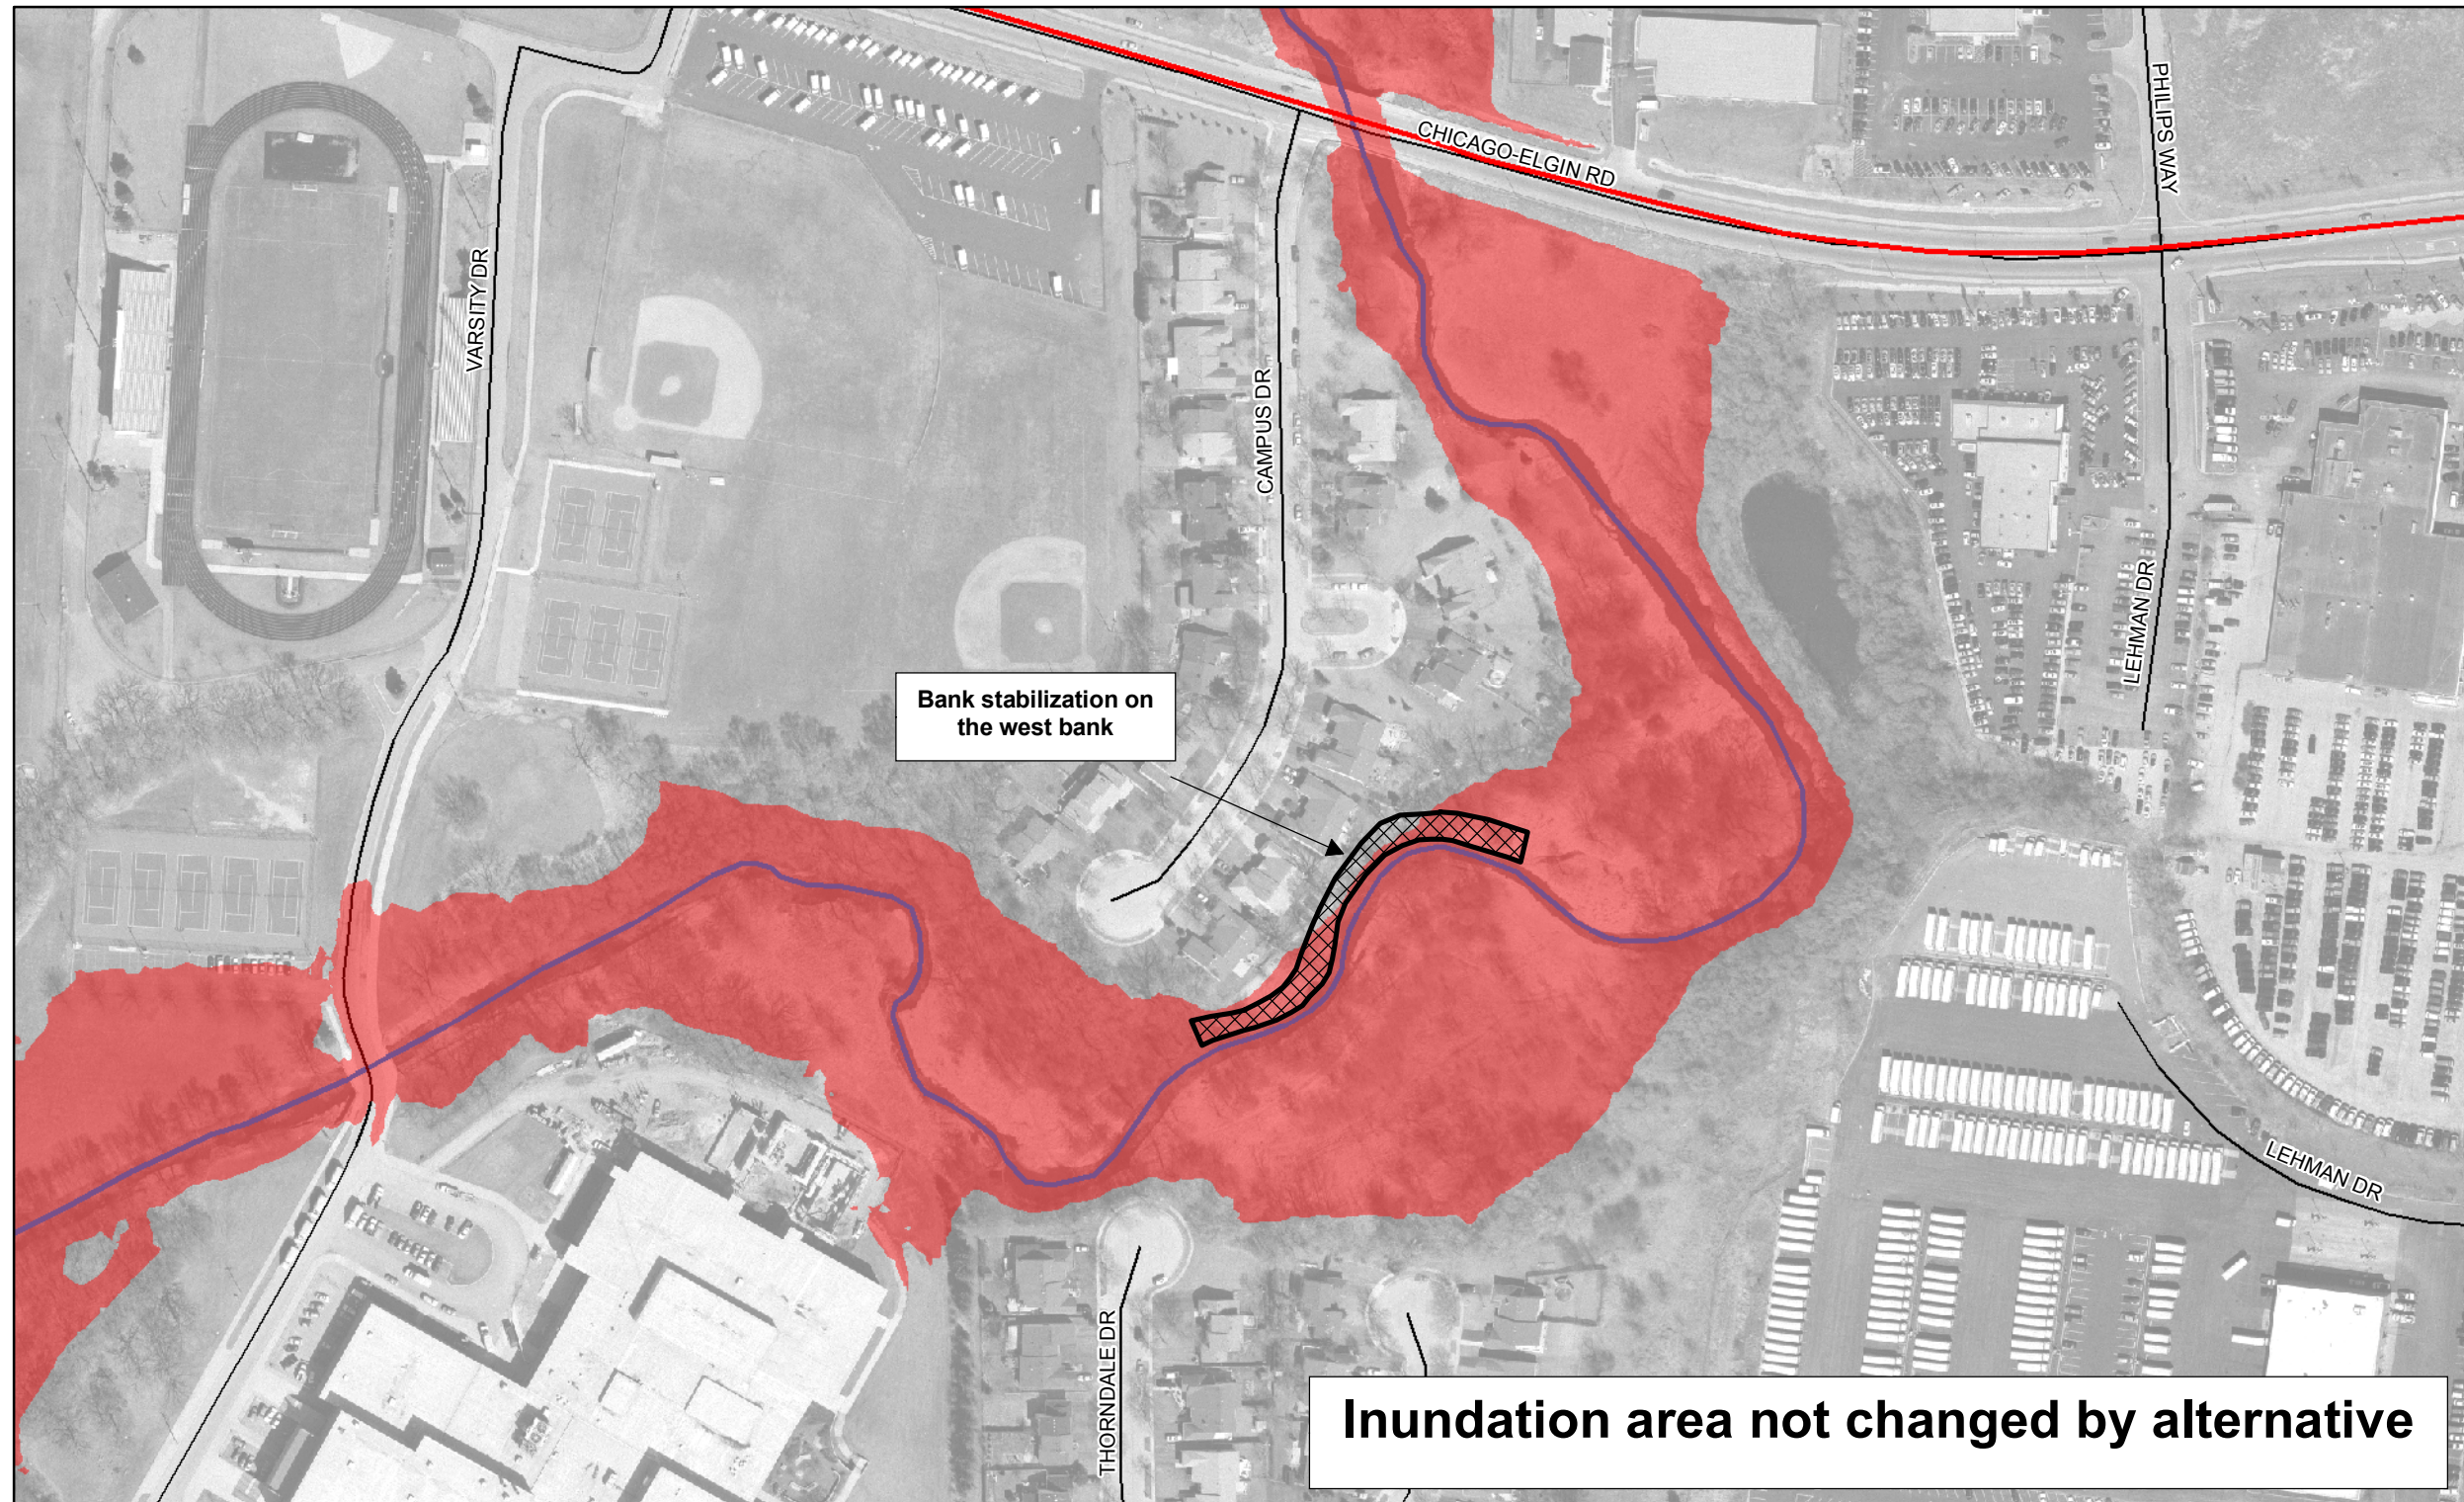 CHICAGO-ELGIN RD
PHILIPS WAY
VARSITY DR
CAMPUS DR
LEHMAN DR
Bank stabilization on
the west bank
LEHMAN DR
THORNDALE DR
Inundation area not changed by alternative